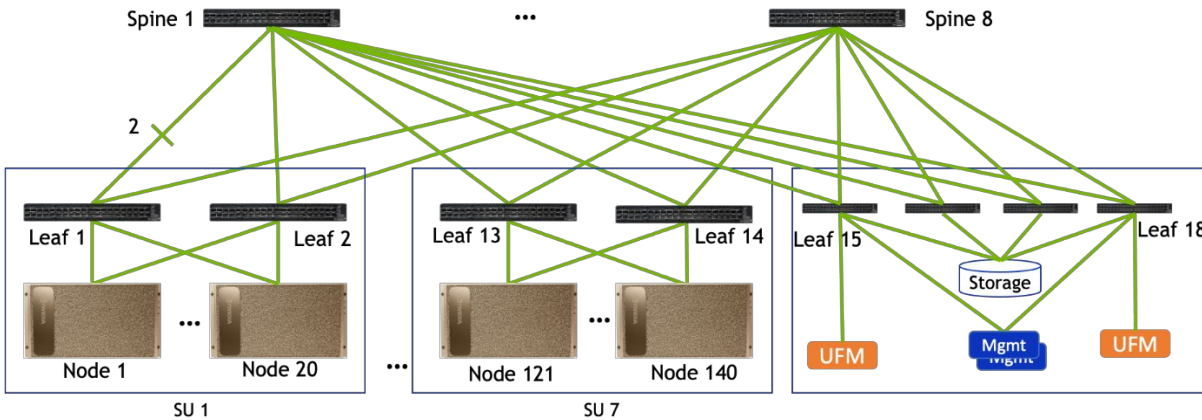 Spine 1
...
Spine 8
2
Leaf 1
Leaf 2
Leaf 13
Leaf 14
Leaf 15
Leaf 18
Storage
...
...
UFM
Mgmt
Mgmt
UFM
Node 1
Node 20
...
Node 121
Node 140
SU 1
SU 7